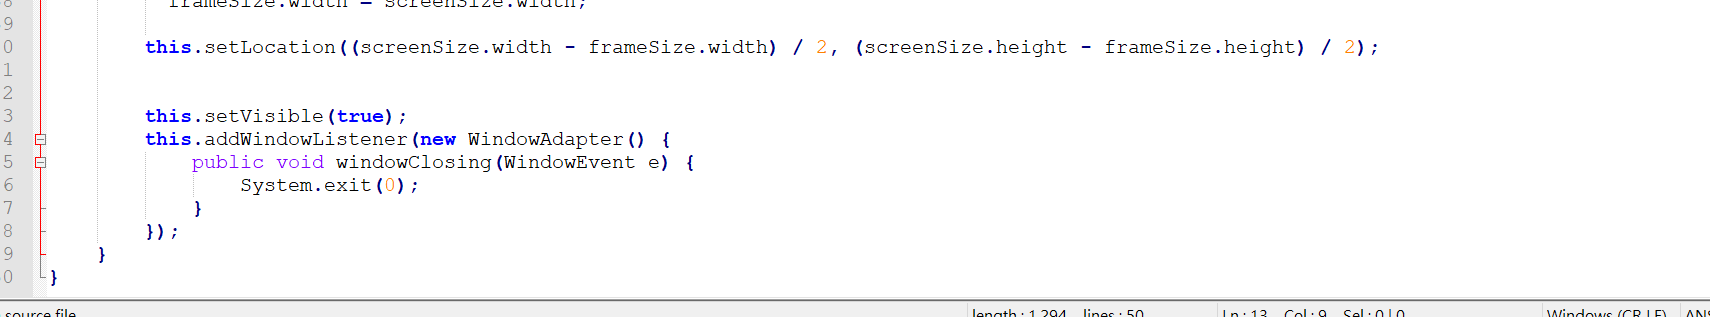 8 frameSize.width = screenSize.width;
9
0 this.setLocation((screenSize.width - frameSize.width) / 2, (screenSize.height - frameSize.height) / 2);
1
2
3 this.setVisible(true);
4 this.addWindowListener(new WindowAdapter() {
5 public void windowClosing(WindowEvent e) {
6 System.exit(0);
7 }
8 });
9 }
0 }
source file length : 1,294 lines : 50 Ln : 13 Col : 9 Sel : 0 | 0 Windows (CR LF) ANS